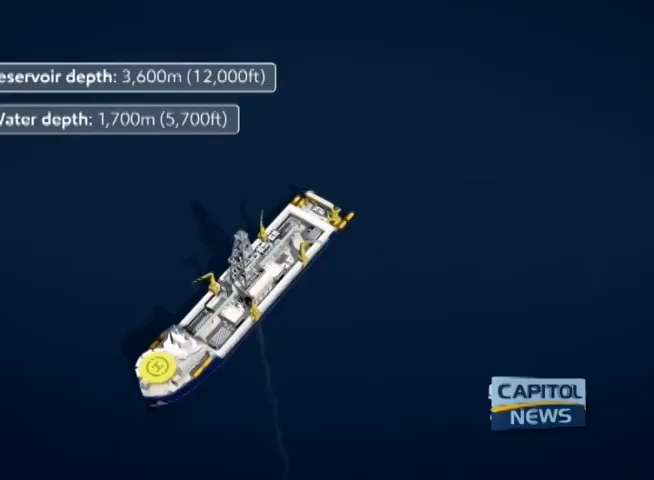 eservoir depth: 3,600m (12,000ft)
Water depth: 1,700m (5,700ft)
CAPITOL
NEWS